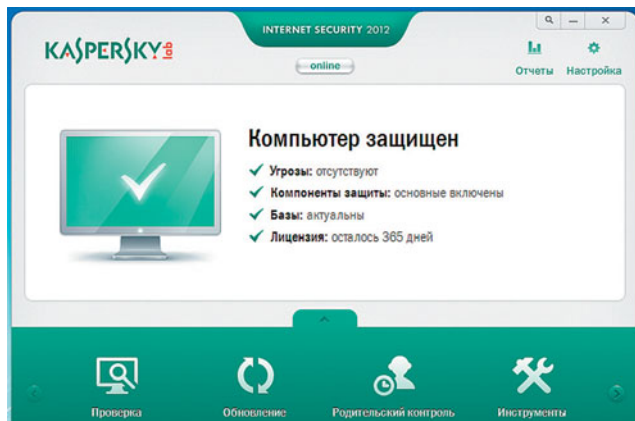 INTERNET SECURITY 2012
KASPERSKY lab
online
Отчеты
Настройка
Компьютер защищен
Угрозы: отсутствуют
Компоненты защиты: основные включены
Базы: актуальны
Лицензия: осталось 365 дней
Проверка
Обновление
Родительский контроль
Инструменты